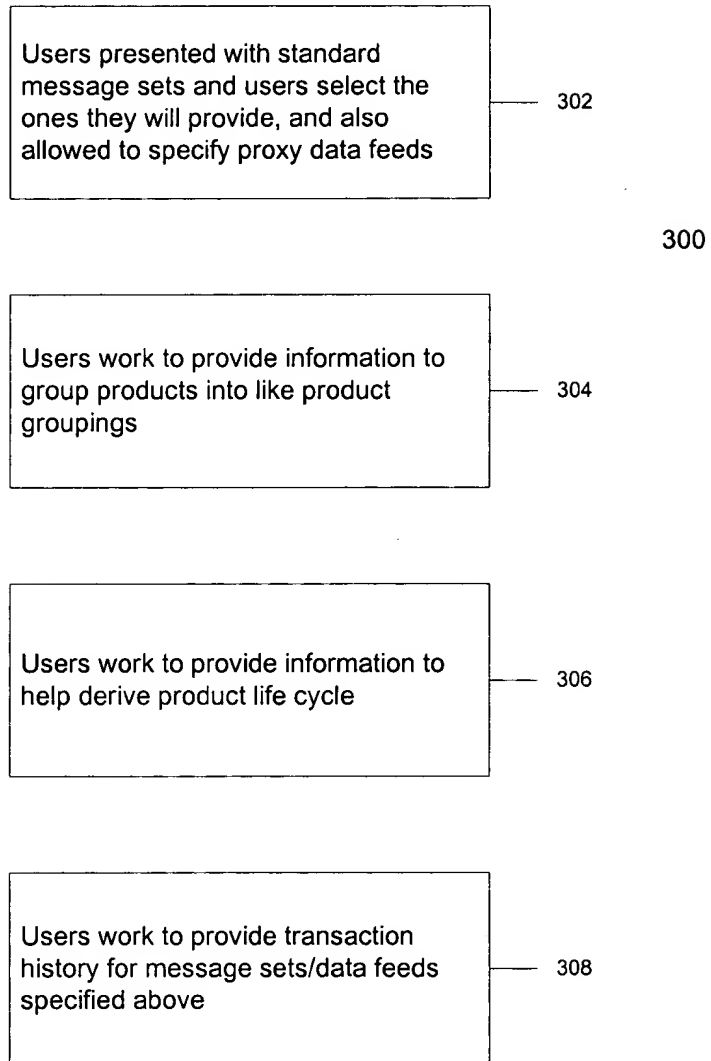 Users presented with standard
message sets and users select the
ones they will provide, and also
allowed to specify proxy data feeds
302
300
Users work to provide information to
group products into like product
groupings
304
Users work to provide information to
help derive product life cycle
306
Users work to provide transaction
history for message sets/data feeds
specified above
308